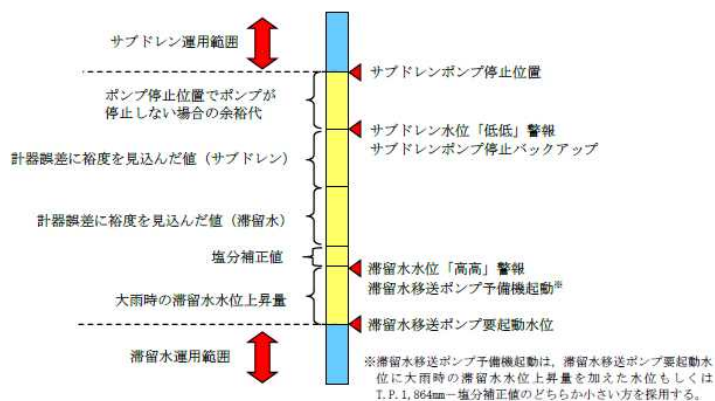 サブドレン運用範囲
サブドレンポンプ停止位置
ポンプ停止位置でポンプが
停止しない場合の余裕代
サブドレン水位「低低」警報
サブドレンポンプ停止バックアップ
計器誤差に裕度を見込んだ値（サブドレン）
計器誤差に裕度を見込んだ値（滞留水）
塩分補正値
滞留水水位「高高」警報
滞留水移送ポンプ予備機起動※
大雨時の滞留水水位上昇量
滞留水移送ポンプ要起動水位
滞留水運用範囲
※滞留水移送ポンプ予備機起動は，滞留水移送ポンプ要起動水
位に大雨時の滞留水水位上昇量を加えた水位もしくは
T.P.1,864mm－塩分補正値のどちらか小さい方を採用する。